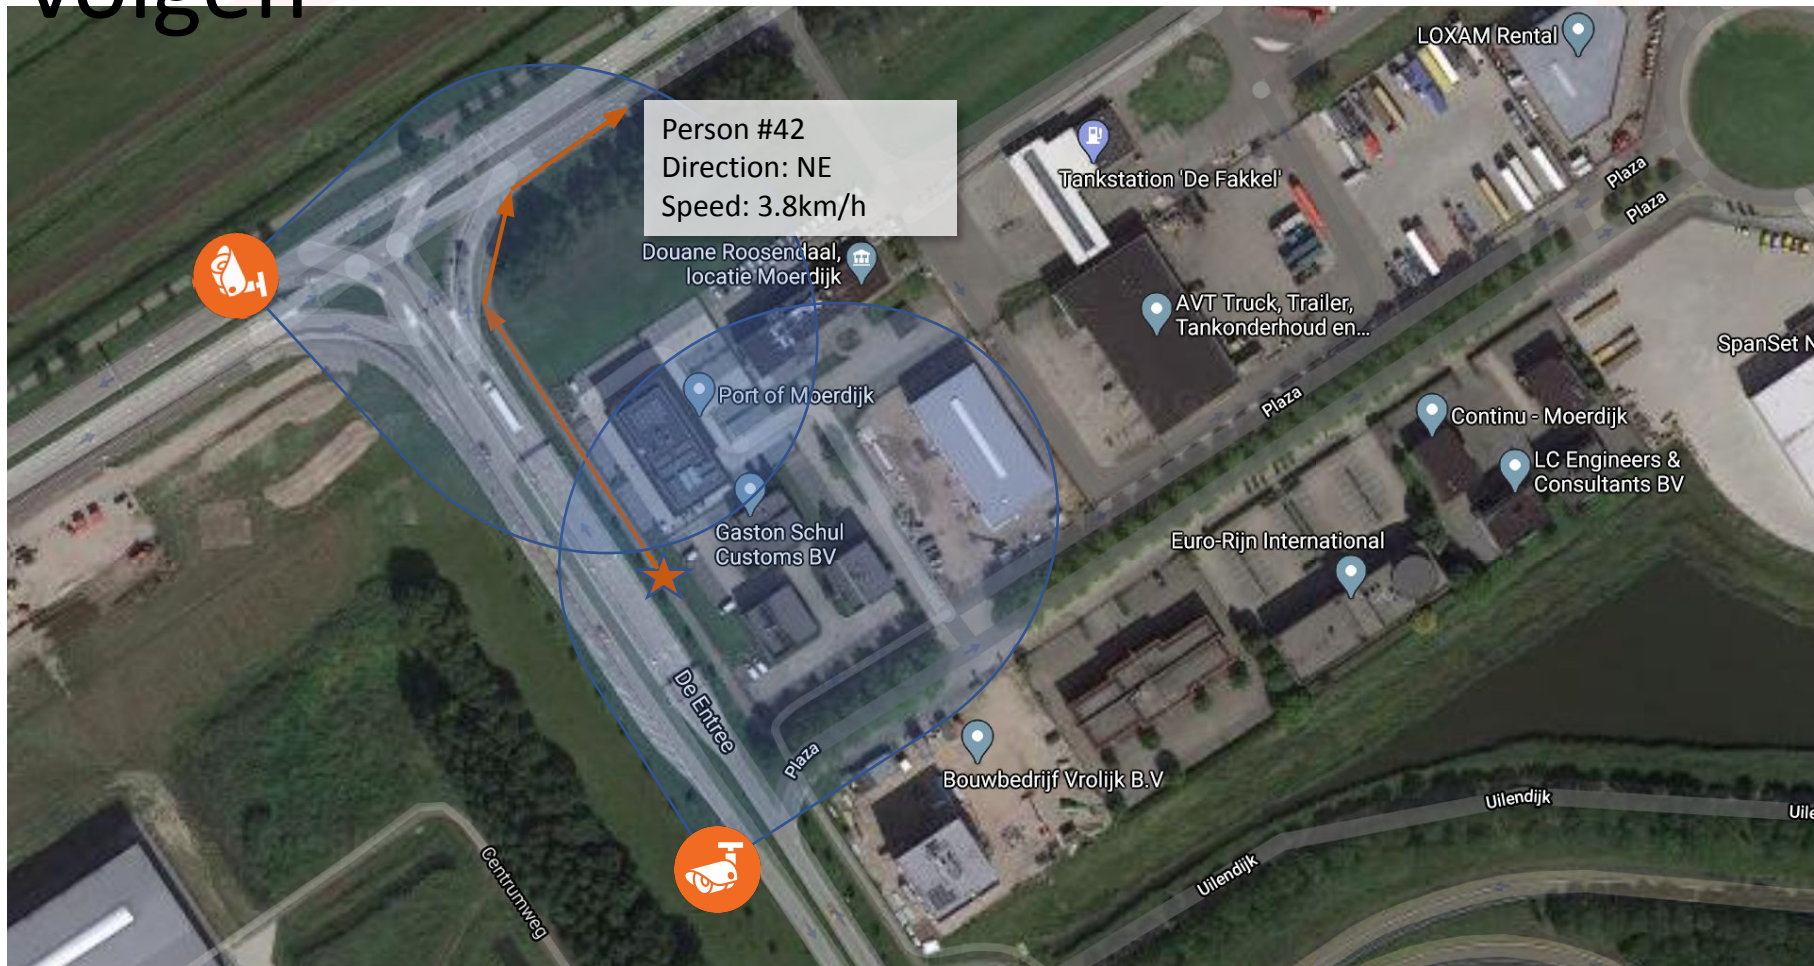 volgen
LOXAM Rental
Person #42
Direction: NE
Speed: 3.8km/h
Tankstation 'De Fakkel'
Plaza
Plaza
Douane Roosendaal,
locatie Moerdijk
AVT Truck, Trailer,
Tankonderhoud en...
SpanSet N
Port of Moerdijk
Plaza
Continu - Moerdijk
LC Engineers &
Consultants BV
Gaston Schul
Customs BV
Euro-Rijn International
De Entree
Plaza
Bouwbedrijf Vrolijk B.V
Uilendijk
Uile
Uilendijk
Centrumweg